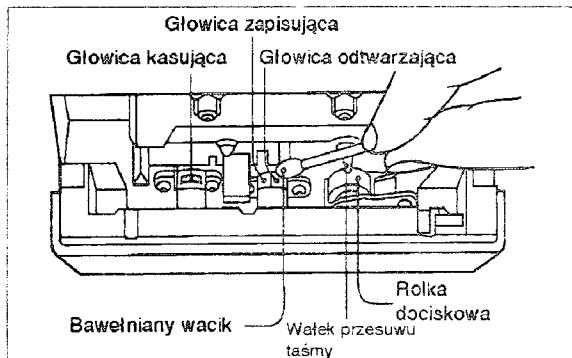 Głowica zapisująca
Głowica kasująca
Głowica odtwarzająca
Rolka
dociskowa
Bawełniany wacik
Wałek przesuwu
taśmy